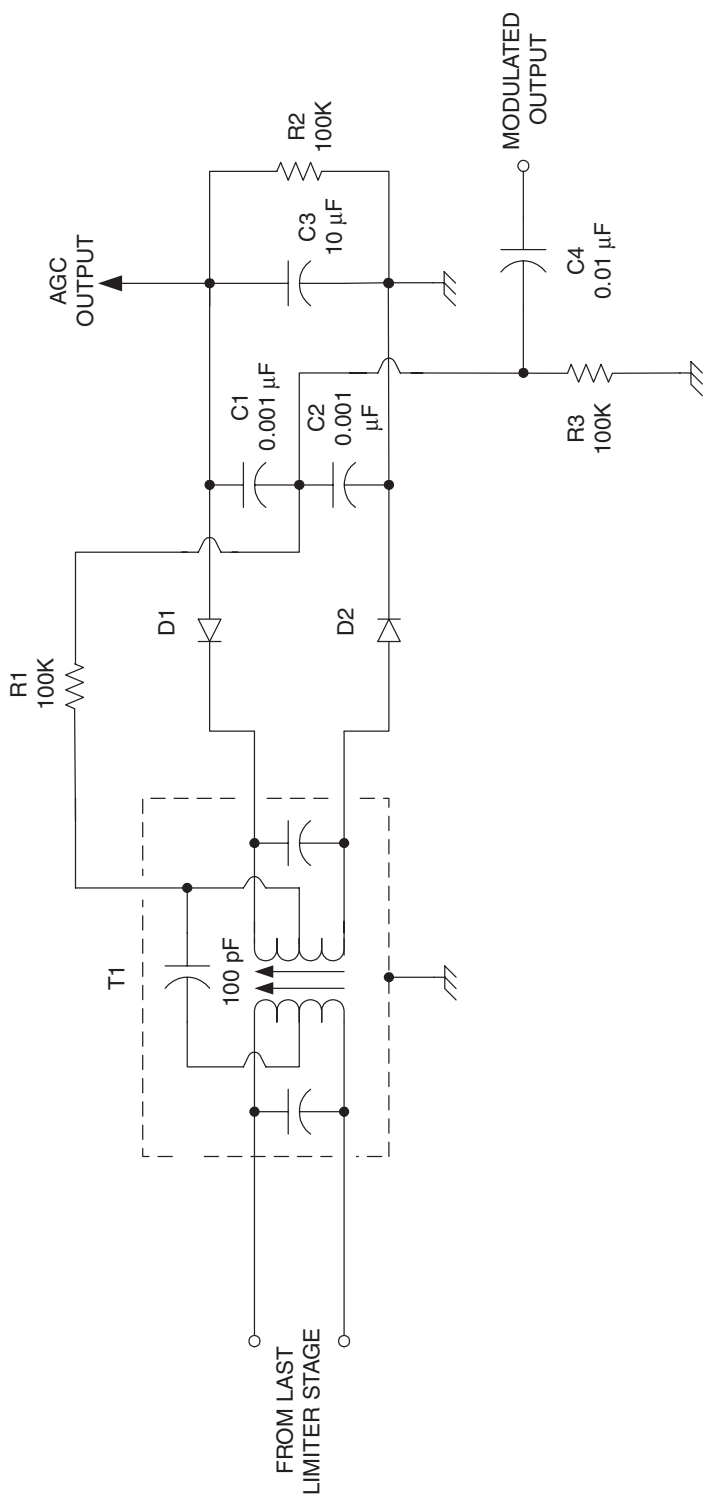 FROM LAST
LIMITER STAGE
T1
100 pF
R1
100K
D1
D2
C1
0.001 µF
C2
0.001
µF
AGC
OUTPUT
C3
10 µF
R2
100K
R3
100K
C4
0.01 µF
MODULATED
OUTPUT